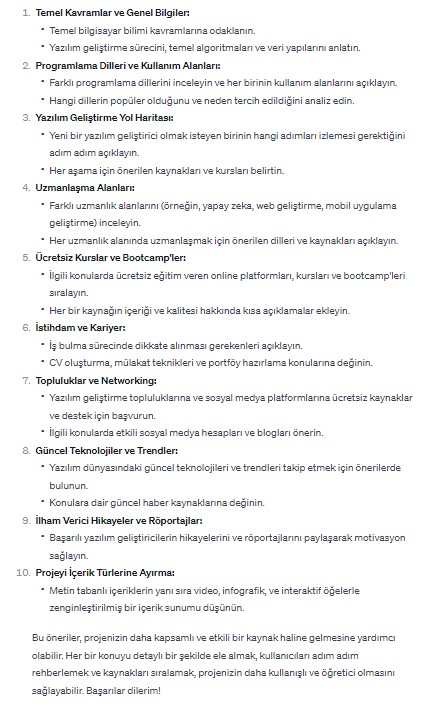 1. Temel Kavramlar ve Genel Bilgiler:
• Temel bilgisayar bilimi kavramlarına odaklanın.
• Yazılım geliştirme sürecini, temel algoritmaları ve veri yapılarını anlatın.
2. Programlama Dilleri ve Kullanım Alanları:
• Farklı programlama dillerini inceleyin ve her birinin kullanım alanlarını açıklayın.
• Hangi dillerin popüler olduğunu ve neden tercih edildiğini analiz edin.
3. Yazılım Geliştirme Yol Haritası:
• Yeni bir yazılım geliştirici olmak isteyen birinin hangi adımları izlemesi gerektiğini
adım adım açıklayın.
• Her aşama için önerilen kaynakları ve kursları belirtin.
4. Uzmanlaşma Alanları:
• Farklı uzmanlık alanlarını (örneğin, yapay zeka, web geliştirme, mobil uygulama
geliştirme) inceleyin.
• Her uzmanlık alanında uzmanlaşmak için önerilen dilleri ve kaynakları açıklayın.
5. Ücretsiz Kurslar ve Bootcamp'ler:
• İlgili konularda ücretsiz eğitim veren online platformları, kursları ve bootcamp'leri
sıralayın.
• Her bir kaynağın içeriği ve kalitesi hakkında kısa açıklamalar ekleyin.
6. İstihdam ve Kariyer:
• İş bulma sürecinde dikkate alınması gerekenleri açıklayın.
• CV oluşturma, mülakat teknikleri ve portföy hazırlama konularına değinin.
7. Topluluklar ve Networking:
• Yazılım geliştirme topluluklarına ve sosyal medya platformlarına ücretsiz kaynaklar
ve destek için başvurun.
• İlgili konularda etkili sosyal medya hesapları ve blogları önerin.
8. Güncel Teknolojiler ve Trendler:
• Yazılım dünyasındaki güncel teknolojileri ve trendleri takip etmek için önerilerde
bulunun.
• Konulara dair güncel haber kaynaklarına değinin.
9. İlham Verici Hikayeler ve Röportajlar:
• Başarılı yazılım geliştiricilerin hikayelerini ve röportajlarını paylaşarak motivasyon
sağlayın.
10. Projeyi İçerik Türlerine Ayırma:
• Metin tabanlı içeriklerin yanı sıra video, infografik, ve interaktif öğelerle
zenginleştirilmiş bir içerik sunumu düşünün.
Bu öneriler, projenizin daha kapsamlı ve etkili bir kaynak haline gelmesine yardımcı
olabilir. Her bir konuyu detaylı bir şekilde ele almak, kullanıcıları adım adım
rehberlemek ve kaynakları sıralamak, projenizin daha kullanışlı ve öğretici olmasını
sağlayabilir. Başarılar dilerim!